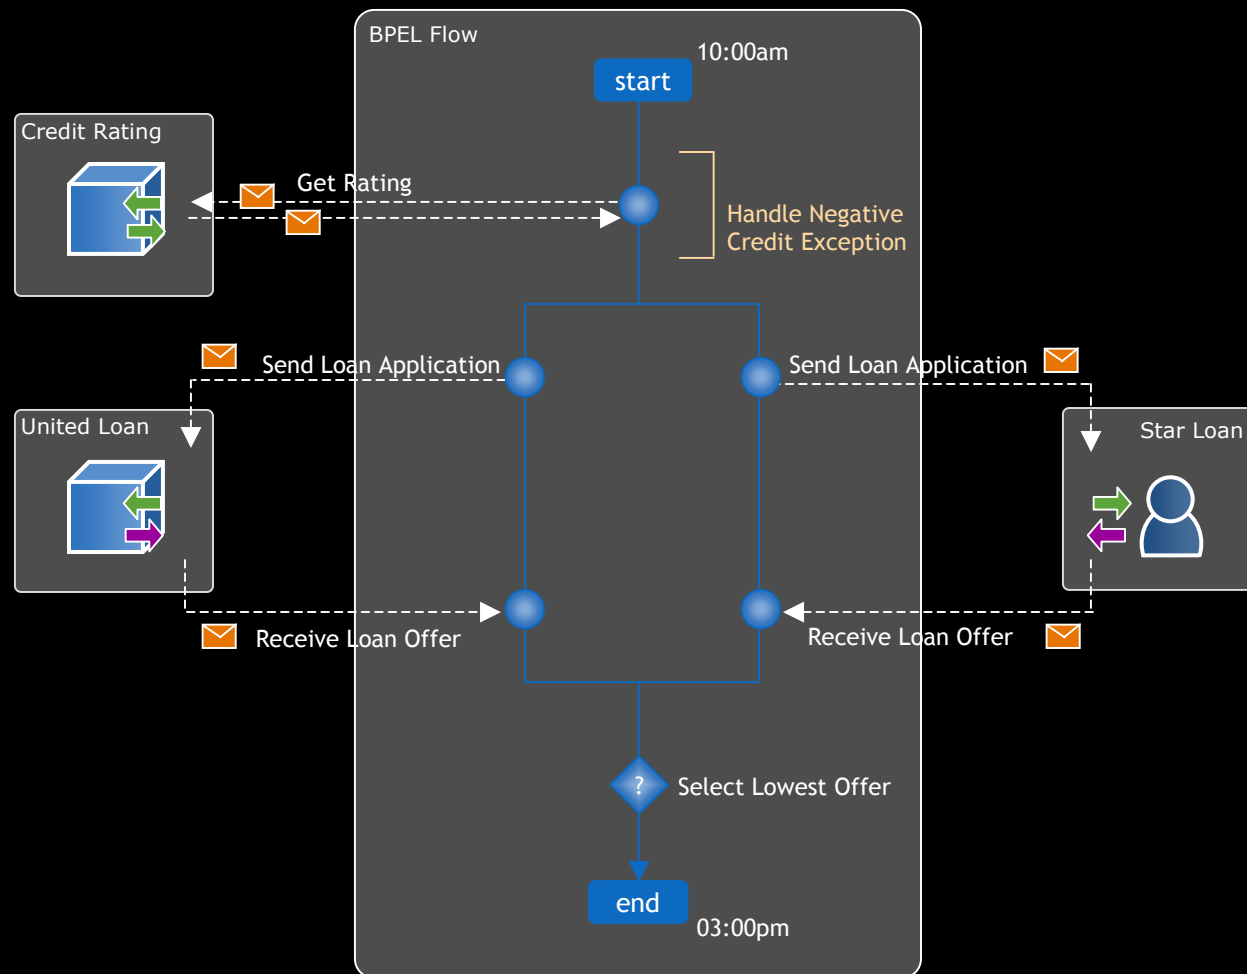 BPEL Flow
10:00am
start
Credit Rating
Get Rating
Handle Negative
Credit Exception
Send Loan Application
Send Loan Application
United Loan
Star Loan
Receive Loan Offer
Receive Loan Offer
?
Select Lowest Offer
end
03:00pm